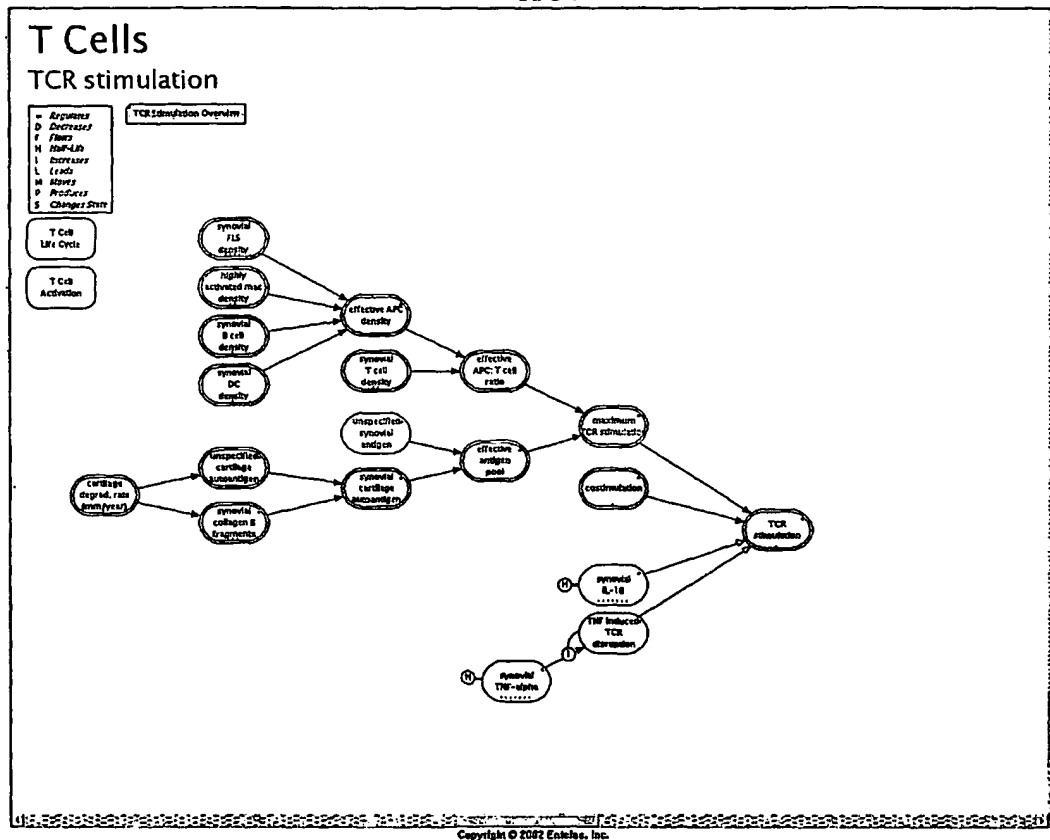 T Cells
TCR stimulation
= Regulates
D Decreases
F Flows
H Half-Life
I Increases
L Leads
M Moves
P Produces
S Changes State
TCR Stimulation Overview
T Cell
Life Cycle
T Cell
Activation
synovial
FLS
density
highly
activated mac
density
synovial
B cell
density
synovial
DC
density
effective APC
density
synovial
T cell
density
effective
APC: T cell
ratio
unspecified
synovial
antigen
maximum
TCR stimulation
effective
antigen
pool
unspecified
cartilage
autoantigen
cartilage
degrad. rate
(mm/year)
synovial
cartilage
autoantigen
synovial
collagen II
fragments
costimulation
TCR
stimulation
H
synovial
IL-10
TNF induced
TCR
disruption
I
H
synovial
TNF-alpha
Copyright © 2002 Entelos, Inc.